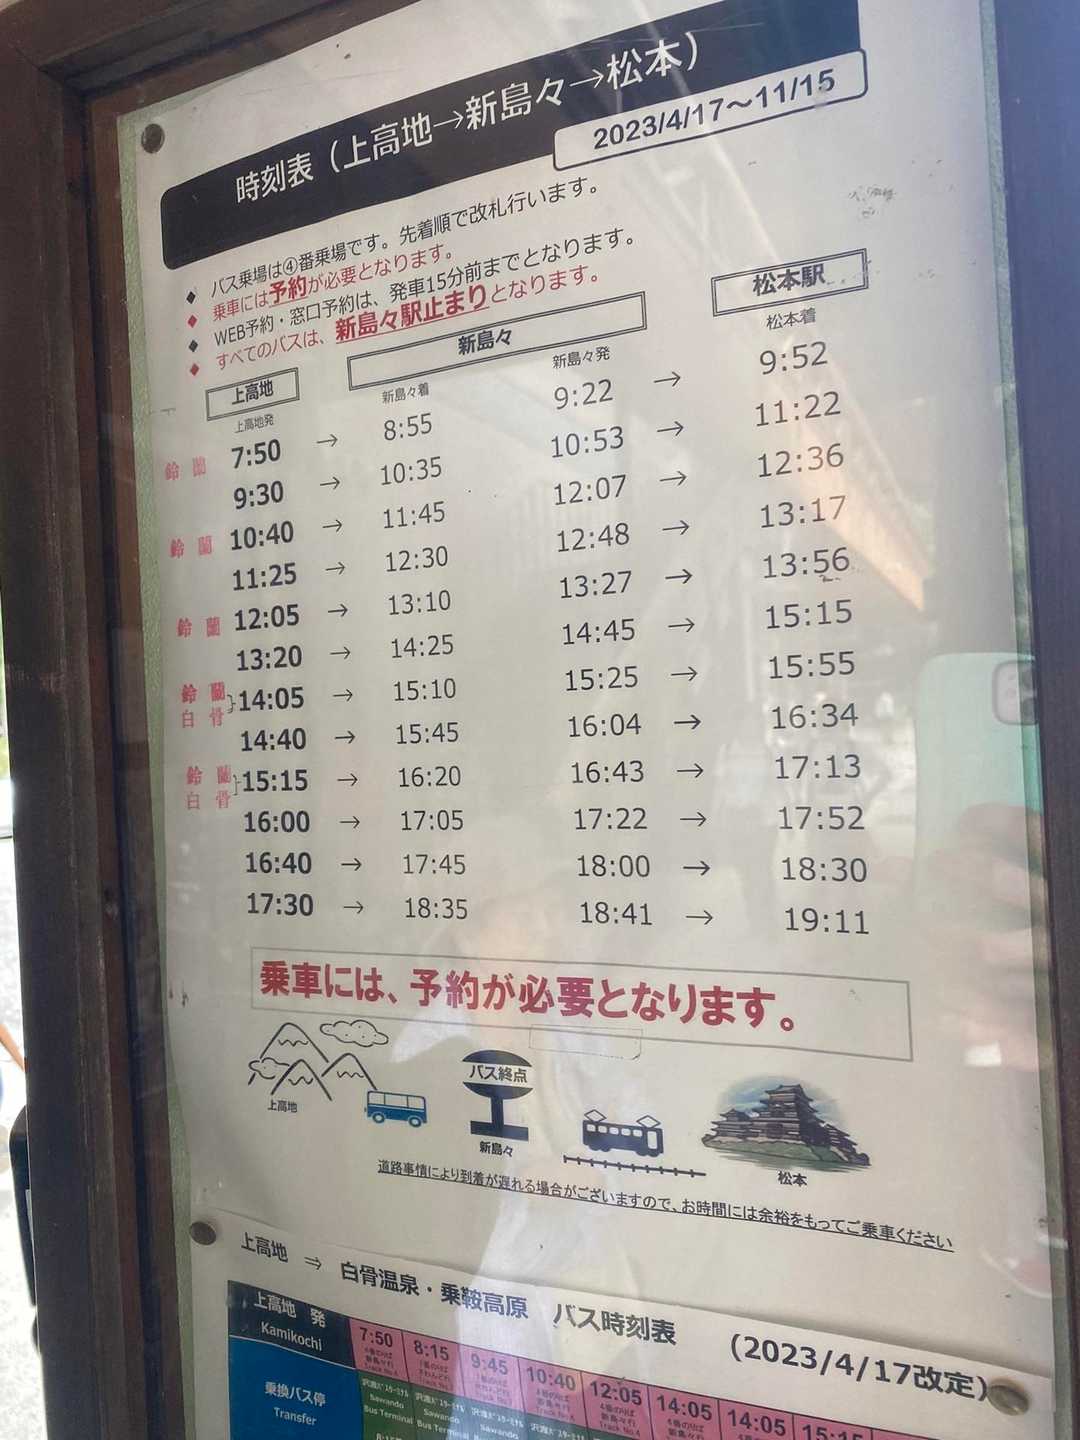 時刻表（上高地→新島々→松本）
2023/4/17～11/15
◆ バス乗場は④番乗場です。先着順で改札行います。
◆ 乗車には予約が必要となります。
◆ WEB予約・窓口予約は、発車15分前までとなります。
◆ すべてのバスは、新島々駅止まりとなります。
上高地 新島々 松本駅
上高地発 新島々着 新島々発 松本着
鈴蘭 7:50 → 8:55 9:22 → 9:52
9:30 → 10:35 10:53 → 11:22
鈴蘭 10:40 → 11:45 12:07 → 12:36
11:25 → 12:30 12:48 → 13:17
鈴蘭 12:05 → 13:10 13:27 → 13:56
13:20 → 14:25 14:45 → 15:15
鈴蘭 白骨 } 14:05 → 15:10 15:25 → 15:55
14:40 → 15:45 16:04 → 16:34
鈴蘭 白骨 } 15:15 → 16:20 16:43 → 17:13
16:00 → 17:05 17:22 → 17:52
16:40 → 17:45 18:00 → 18:30
17:30 → 18:35 18:41 → 19:11
乗車には、予約が必要となります。
上高地
バス終点
新島々
松本
道路事情により到着が遅れる場合がございますので、お時間には余裕をもってご乗車ください
上高地 ⇒ 白骨温泉・乗鞍高原 バス時刻表 (2023/4/17改定)
上高地 発
Kamikochi
7:50 8:15 9:45 10:40 12:05 14:05 14:05 15:15
乗換バス停
Transfer
Sawando
Bus Terminal
Sawando
Bus Terminal
Sawando